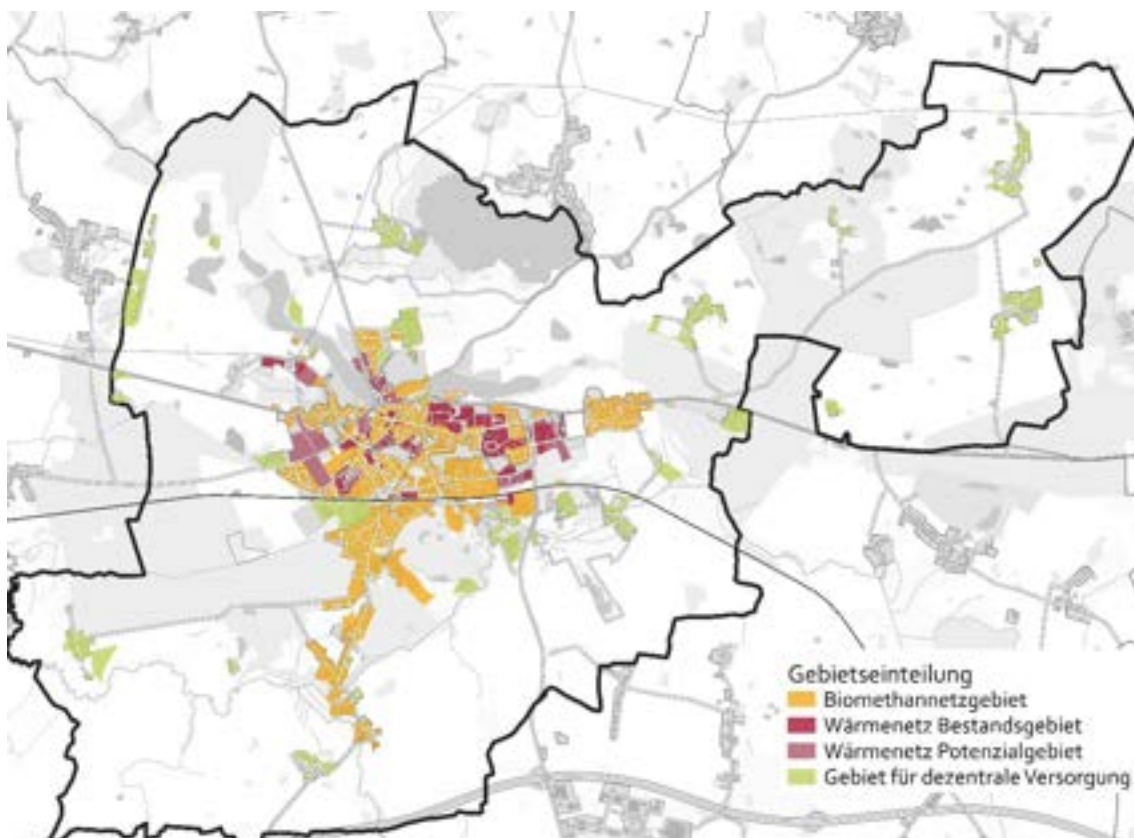 Gebietseinteilung
Biomethannetzgebiet
Wärmenetz Bestandsgebiet
Wärmenetz Potenzialgebiet
Gebiet für dezentrale Versorgung